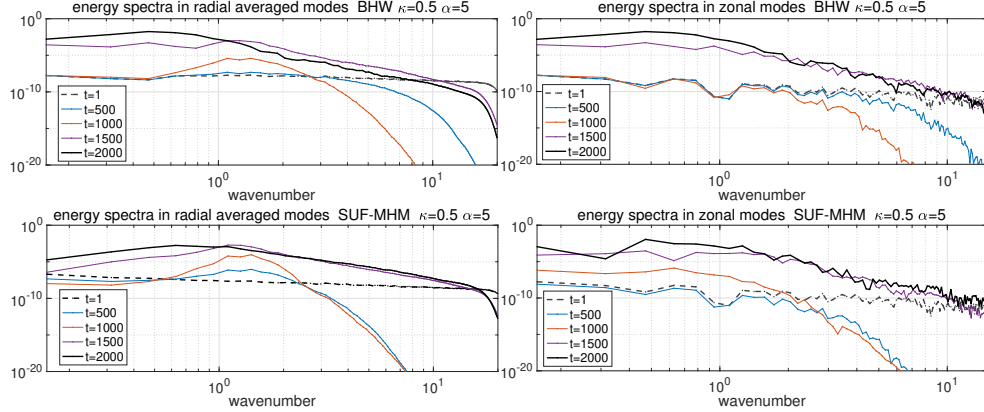 energy spectra in radial averaged modes BHW κ=0.5 α=5
10^0
10^-10
10^-20
t=1
t=500
t=1000
t=1500
t=2000
10^0
10^1
wavenumber
energy spectra in zonal modes BHW κ=0.5 α=5
10^0
10^-10
10^-20
t=1
t=500
t=1000
t=1500
t=2000
10^0
10^1
wavenumber
energy spectra in radial averaged modes SUF-MHM κ=0.5 α=5
10^0
10^-10
10^-20
t=1
t=500
t=1000
t=1500
t=2000
10^0
10^1
wavenumber
energy spectra in zonal modes SUF-MHM κ=0.5 α=5
10^0
10^-10
10^-20
t=1
t=500
t=1000
t=1500
t=2000
10^0
10^1
wavenumber